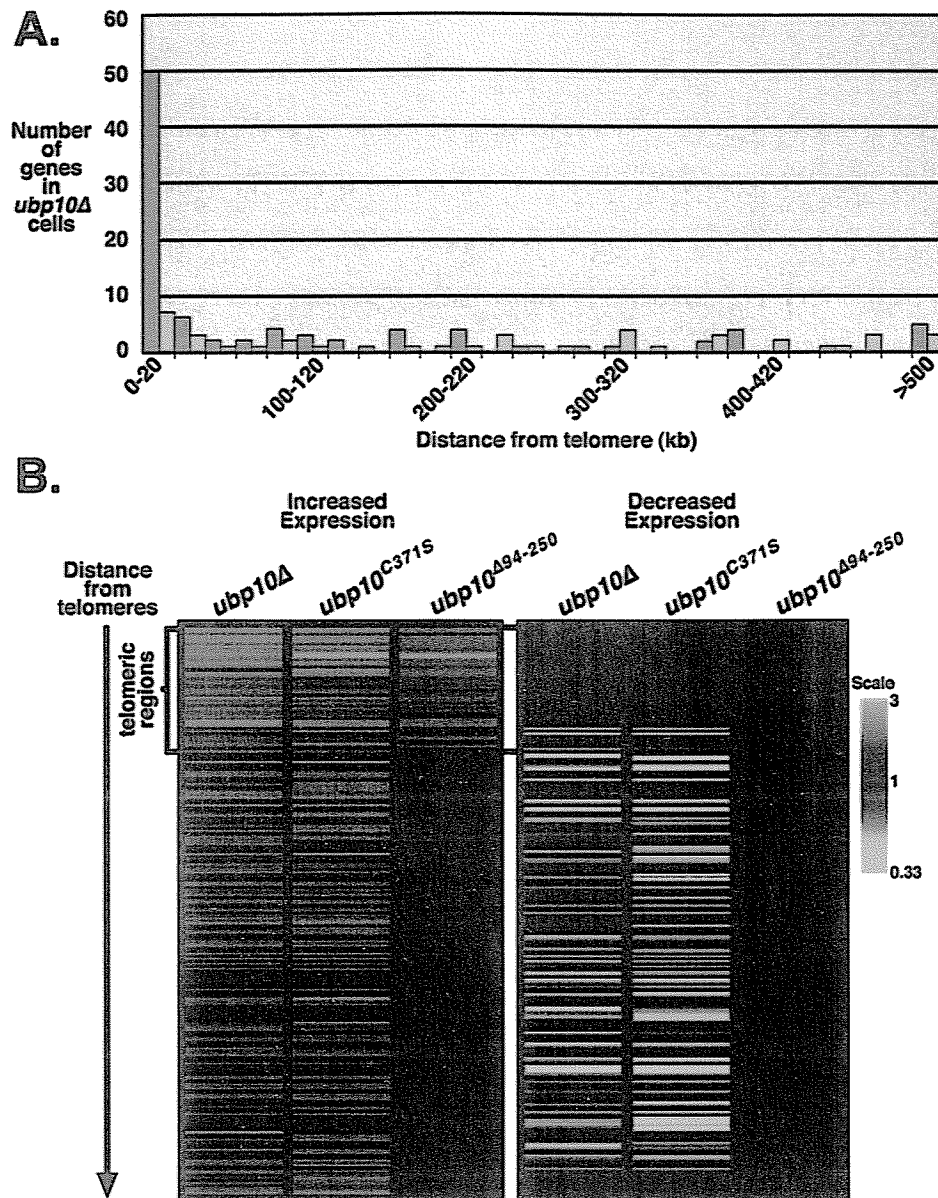 A.
60
50
40
30
20
10
0
Number
of
genes
in
ubp10Δ
cells
0-20
100-120
200-220
300-320
400-420
>500
Distance from telomere (kb)
B.
Increased
Expression
Decreased
Expression
Distance
from
telomeres
ubp10Δ
ubp10C371S
ubp10Δ94-250
ubp10Δ
ubp10C371S
ubp10Δ94-250
telomeric
regions
Scale
3
1
0.33